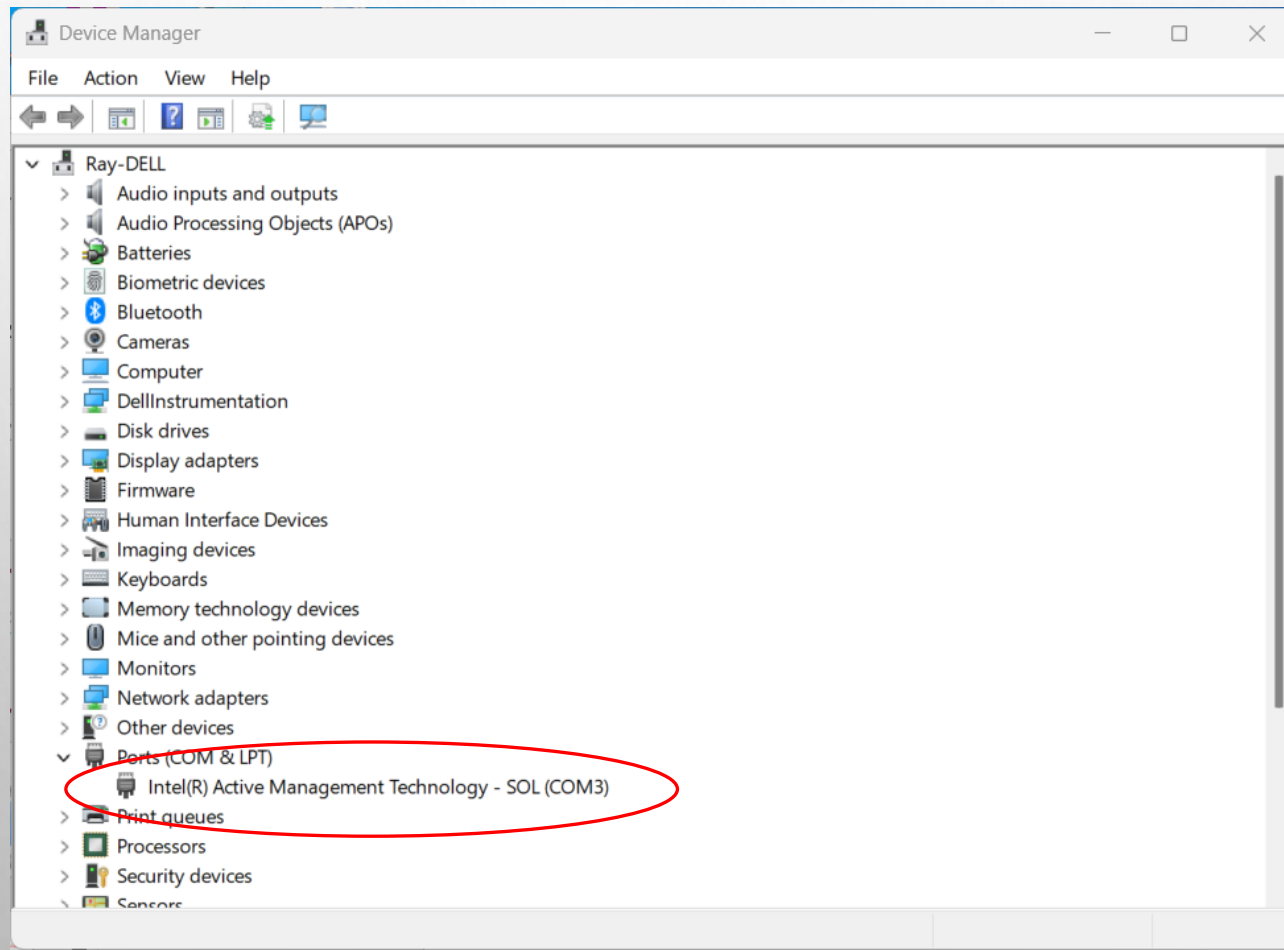 Device Manager
File Action View Help
Ray-DELL
Audio inputs and outputs
Audio Processing Objects (APOs)
Batteries
Biometric devices
Bluetooth
Cameras
Computer
DellInstrumentation
Disk drives
Display adapters
Firmware
Human Interface Devices
Imaging devices
Keyboards
Memory technology devices
Mice and other pointing devices
Monitors
Network adapters
Other devices
Ports (COM & LPT)
Intel(R) Active Management Technology - SOL (COM3)
Print queues
Processors
Security devices
Sensors